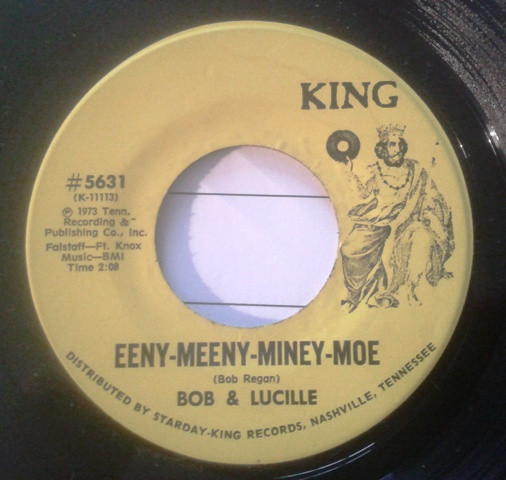 KING
#5631
(K-11113)
℗ 1973 Tenn.
Recording &
Publishing Co., Inc.
Falstaff—Ft. Knox
Music—BMI
Time 2:08
EENY-MEENY-MINEY-MOE
(Bob Regan)
BOB & LUCILLE
DISTRIBUTED BY STARDAY-KING RECORDS, NASHVILLE, TENNESSEE